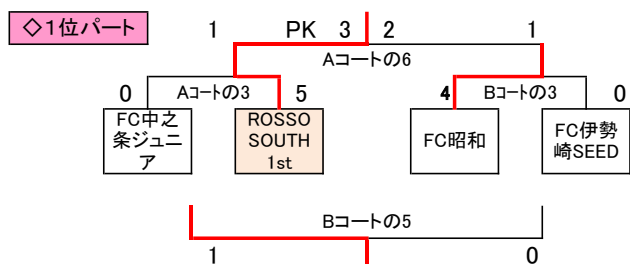 ◇1位パート
1 PK 3 2 1
Aコートの6
0 Aコートの3 5 4 Bコートの3 0
FC中之
条ジュニ
ア
ROSSO
SOUTH
1st
FC昭和
FC伊勢
崎SEED
Bコートの5
1 0